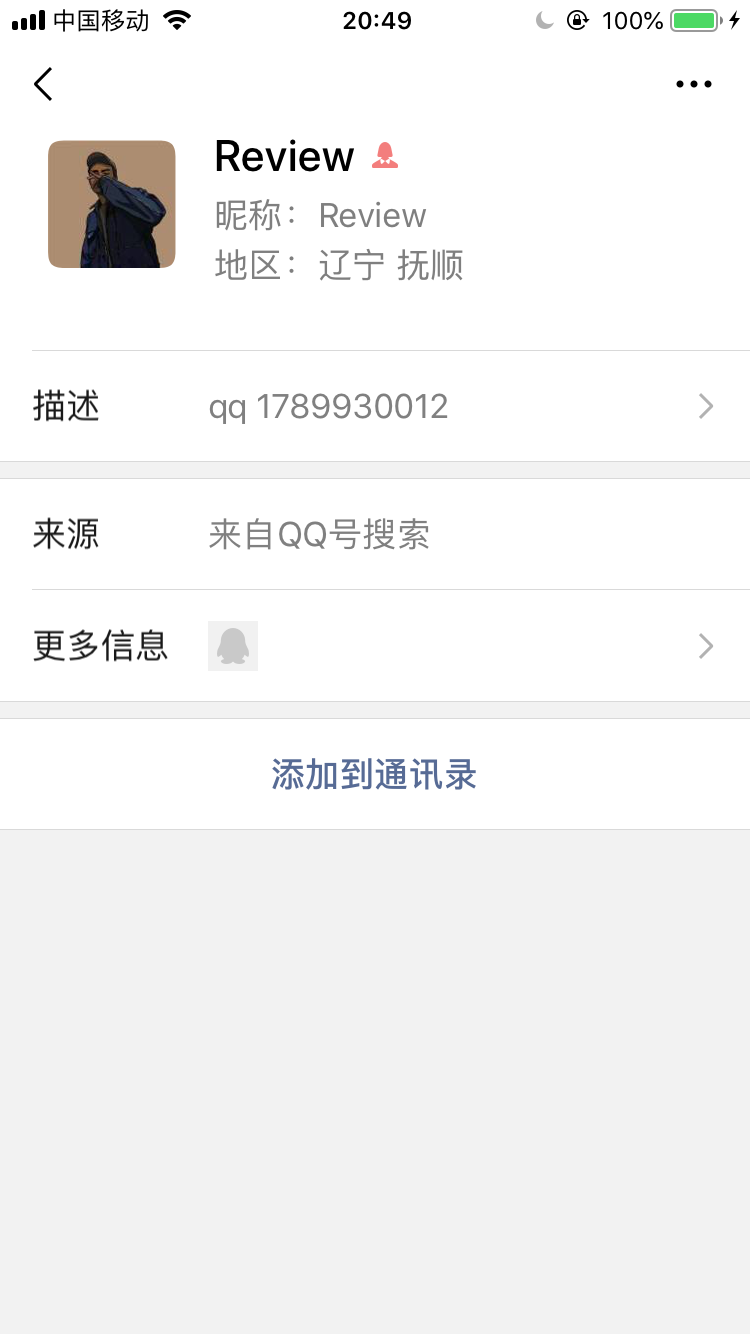 中国移动 20:49 100%
Review
昵称： Review
地区： 辽宁 抚顺
描述 qq 1789930012
来源 来自QQ号搜索
更多信息
添加到通讯录